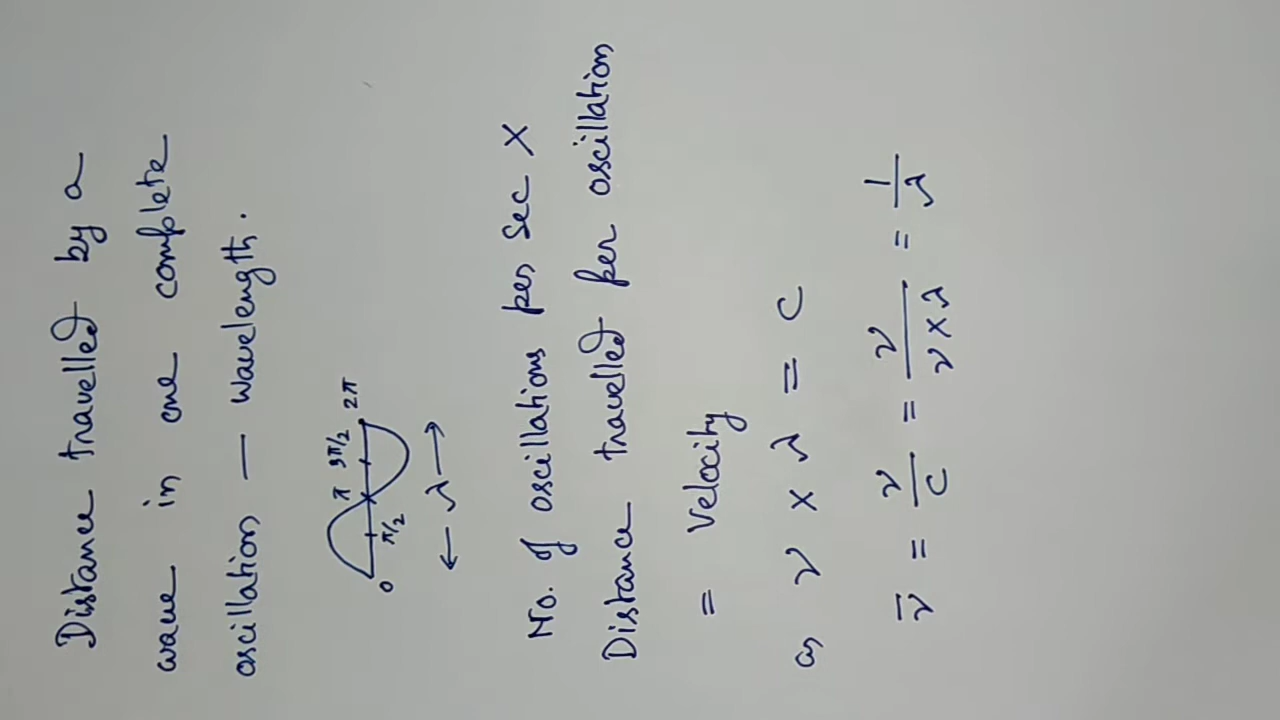 Distance travelled by a
wave in one complete
oscillation — wavelength.
0 π/2 π 3π/2 2π
← λ →
No. of oscillations per sec ×
Distance travelled per oscillation
= Velocity
as ν × λ = c
ν̅ = ν/c = ν/(ν × λ) = 1/λ